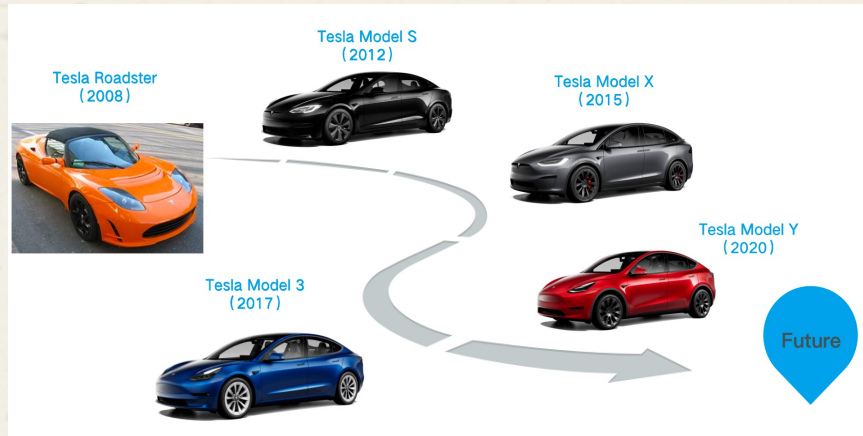 Tesla Roadster
(2008)
Tesla Model S
(2012)
Tesla Model X
(2015)
Tesla Model 3
(2017)
Tesla Model Y
(2020)
Future